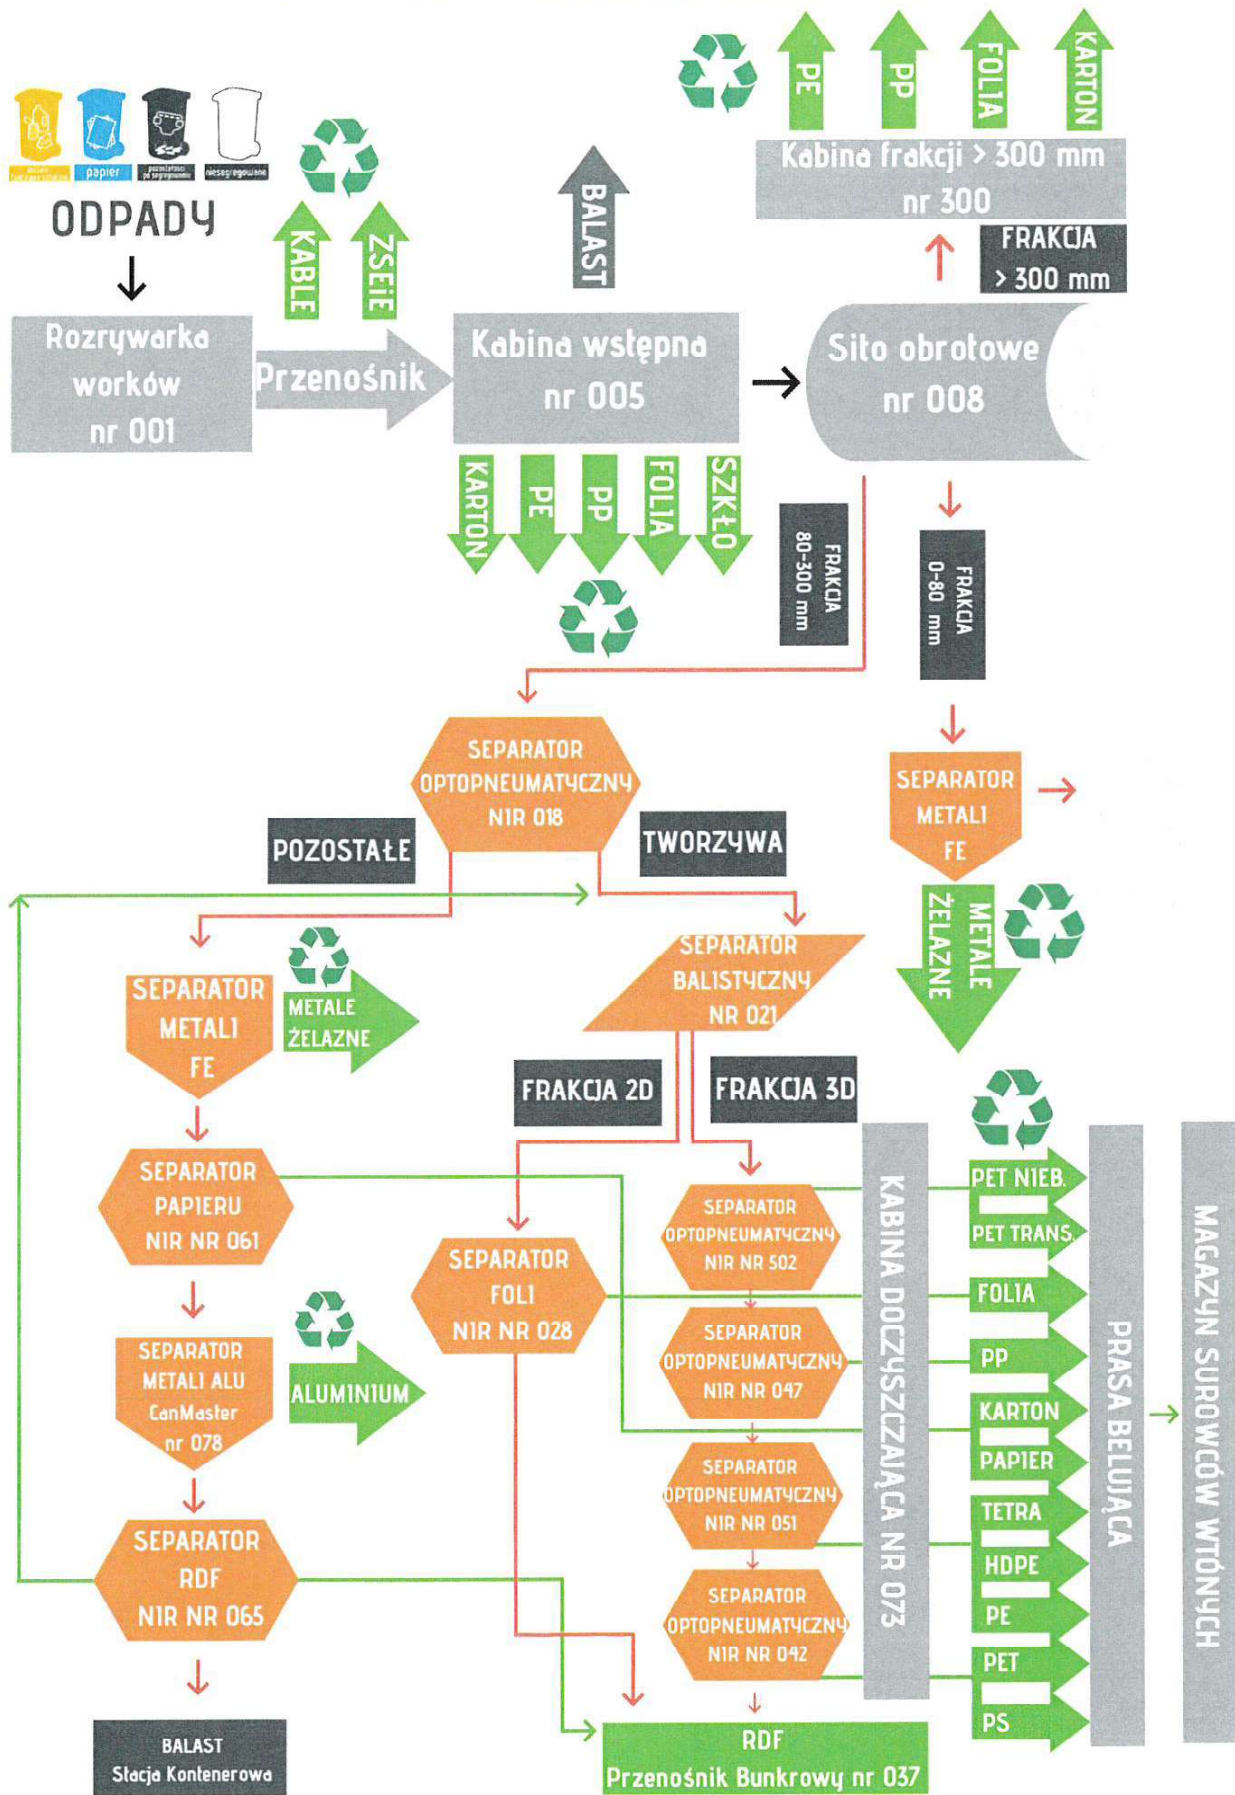 PE
PP
FOLIA
KARTON
Kabina frakcji > 300 mm
nr 300
papier
pozostałości
po segregowaniu
niesegregowane
ODPADY
KABLE
ZSEiE
BALAST
FRAKCJA
> 300 mm
Rozrywarka
worków
nr 001
Przenośnik
Kabina wstępna
nr 005
Sito obrotowe
nr 008
KARTON
PE
PP
FOLIA
SZKŁO
FRAKCJA
80-300 mm
FRAKCJA
0-80 mm
SEPARATOR
OPTOPNEUMATYCZNY
NIR 018
SEPARATOR
METALI
FE
POZOSTAŁE
TWORZYWA
METALE
ŻELAZNE
SEPARATOR
METALI
FE
METALE
ŻELAZNE
SEPARATOR
BALISTYCZNY
NR 021
FRAKCJA 2D
FRAKCJA 3D
SEPARATOR
PAPIERU
NIR NR 061
SEPARATOR
FOLI
NIR NR 028
SEPARATOR
OPTOPNEUMATYCZNY
NIR NR 502
SEPARATOR
OPTOPNEUMATYCZNY
NIR NR 047
SEPARATOR
OPTOPNEUMATYCZNY
NIR NR 051
SEPARATOR
OPTOPNEUMATYCZNY
NIR NR 042
KABINA DOCZYSZCZAJĄCA NR 073
PET NIEB.
PET TRANS.
FOLIA
PP
KARTON
PAPIER
TETRA
HDPE
PE
PET
PS
PRASA BELUJĄCA
MAGAZYN SUROWCÓW WTÓNYCH
SEPARATOR
METALI ALU
CanMaster
nr 078
ALUMINIUM
SEPARATOR
RDF
NIR NR 065
BALAST
Stacja Kontenerowa
RDF
Przenośnik Bunkrowy nr 037